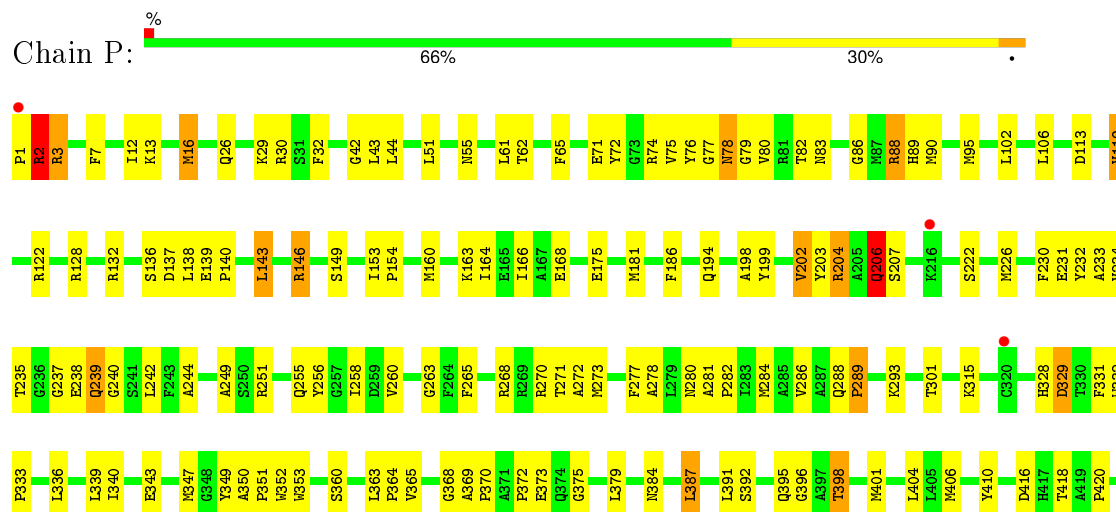 %
Chain P:
66% 30% •
P1 R2 R3 F7 I12 K13 M16 Q26 K29 R30 S31 F32 G42 L43 L44 L51 N55 L61 T62 F65 E71 Y72 G73 R74 V75 Y76 G77 N78 G79 V80 R81 T82 N83 G86 M87 R88 H89 M90 M95 L102 L106 D113
R122 R128 R132 S136 D137 L138 E139 P140 L143 R146 S149 I153 P154 M160 K163 I164 E165 I166 A167 E168 E175 M181 F186 Q194 A198 Y199 V202 Y203 R204 A205 Q206 S207 K216 S222 M226 F230 E231 Y232 A233
T235 G236 G237 E238 Q239 G240 S241 L242 F243 A244 A249 S250 R251 Q255 Y256 G257 I258 D259 V260 G263 F264 F265 R268 R269 R270 T271 A272 M273 F277 A278 L279 N280 A281 P282 I283 M284 A285 V286 A287 Q288 P289 K293 T301 K315 C320 H328 D329 T330 F331
P333 L336 L339 I340 E343 M347 G348 Y349 A350 P351 W352 W353 S360 L363 P364 V365 G368 A369 P370 A371 P372 E373 Q374 G375 L379 N384 L387 L391 S392 Q395 G396 A397 T398 M401 L404 L405 M406 Y410 D416 H417 T418 A419 P420